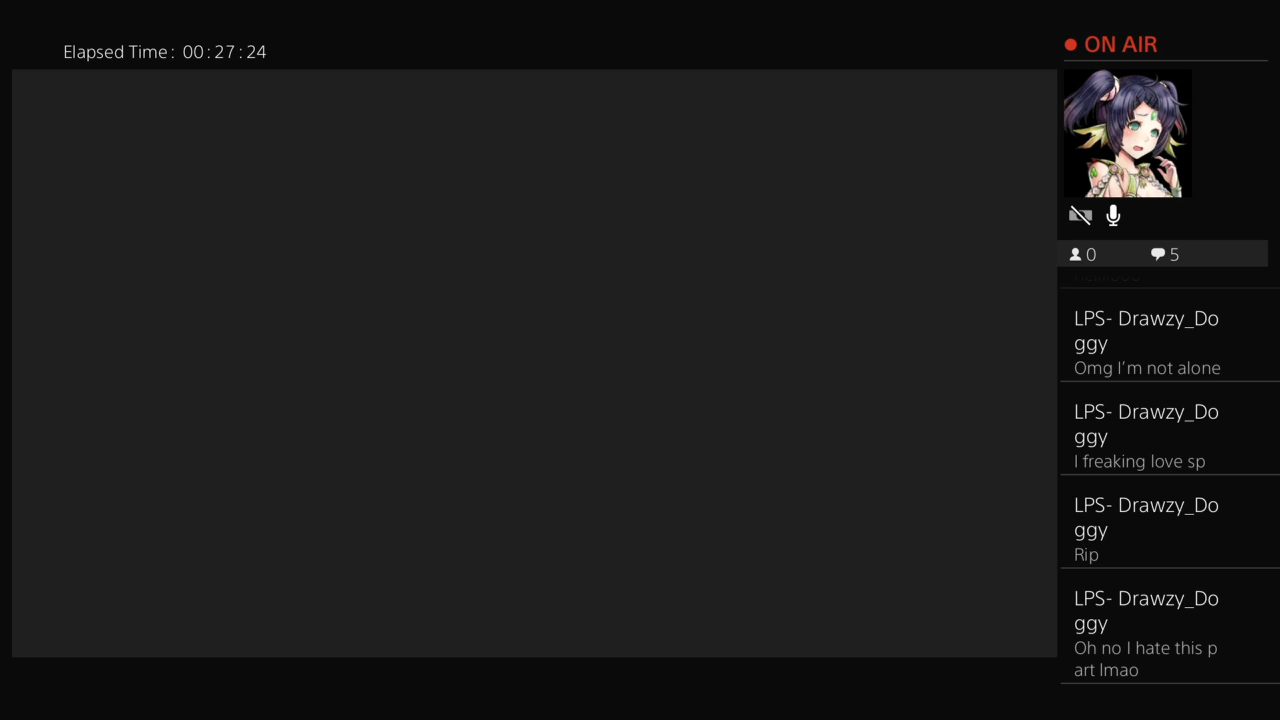 Elapsed Time: 00:27:24
ON AIR
0 5
LPS- Drawzy_Do
ggy
Omg I'm not alone
LPS- Drawzy_Do
ggy
I freaking love sp
LPS- Drawzy_Do
ggy
Rip
LPS- Drawzy_Do
ggy
Oh no I hate this p
art lmao